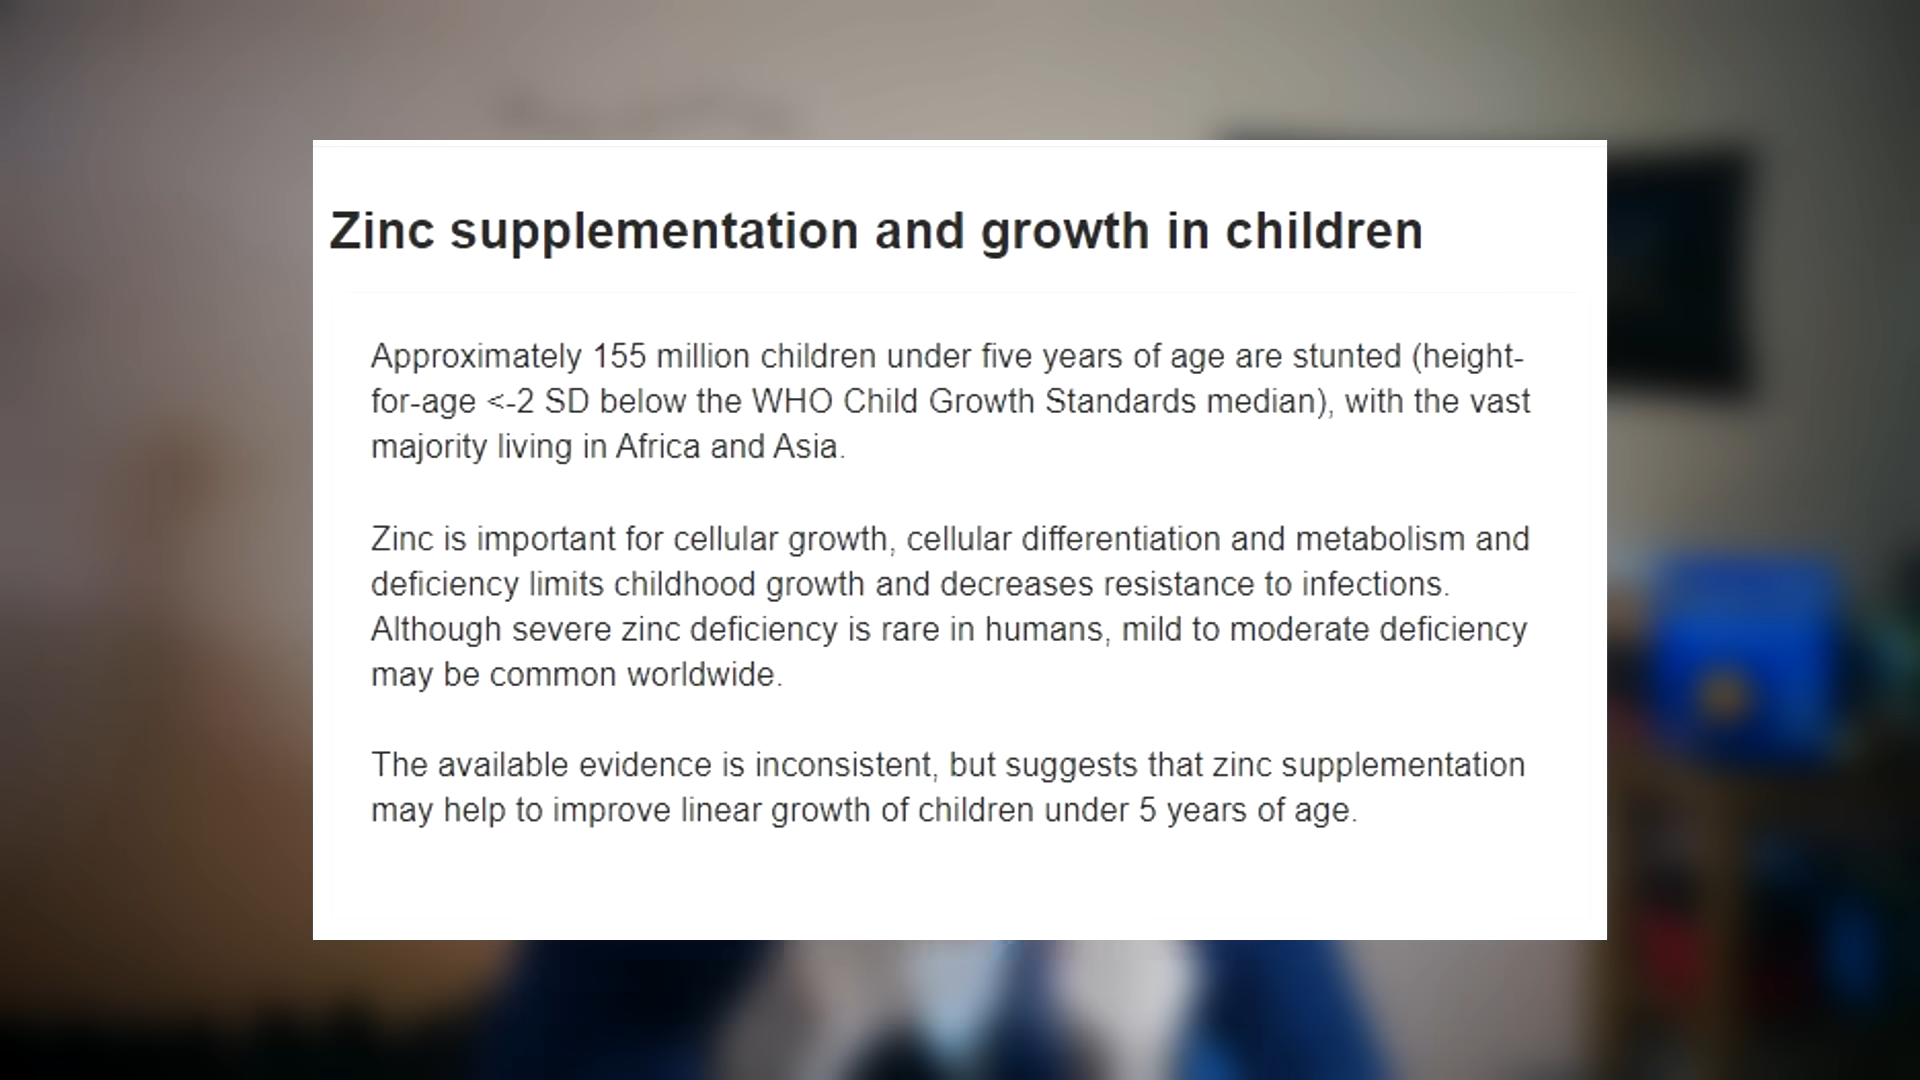 Zinc supplementation and growth in children
Approximately 155 million children under five years of age are stunted (height-
for-age <-2 SD below the WHO Child Growth Standards median), with the vast
majority living in Africa and Asia.
Zinc is important for cellular growth, cellular differentiation and metabolism and
deficiency limits childhood growth and decreases resistance to infections.
Although severe zinc deficiency is rare in humans, mild to moderate deficiency
may be common worldwide.
The available evidence is inconsistent, but suggests that zinc supplementation
may help to improve linear growth of children under 5 years of age.